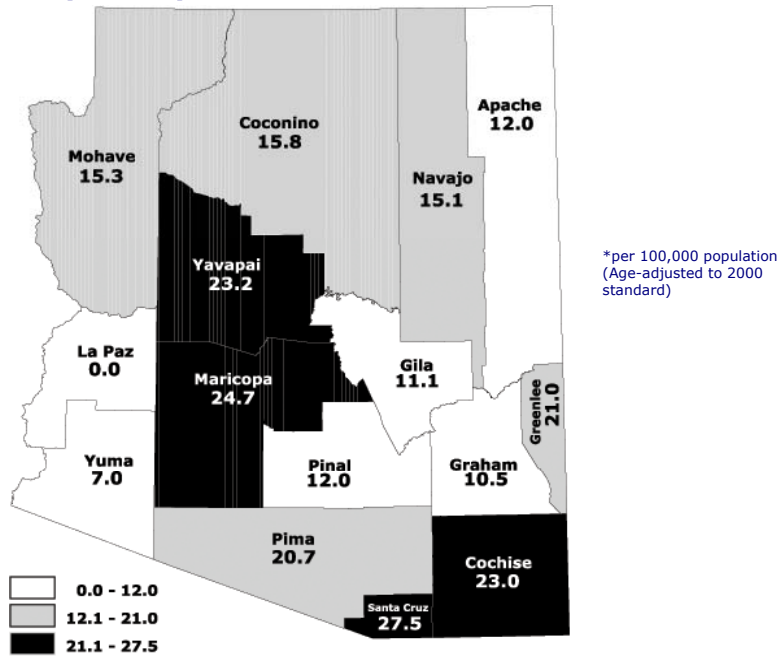 Apache
12.0
Coconino
15.8
Mohave
15.3
Navajo
15.1
*per 100,000 population
(Age-adjusted to 2000
standard)
Yavapai
23.2
La Paz
0.0
Gila
11.1
Maricopa
24.7
Greenlee
21.0
Yuma
7.0
Pinal
12.0
Graham
10.5
Pima
20.7
Cochise
23.0
Santa Cruz
27.5
0.0 - 12.0
12.1 - 21.0
21.1 - 27.5